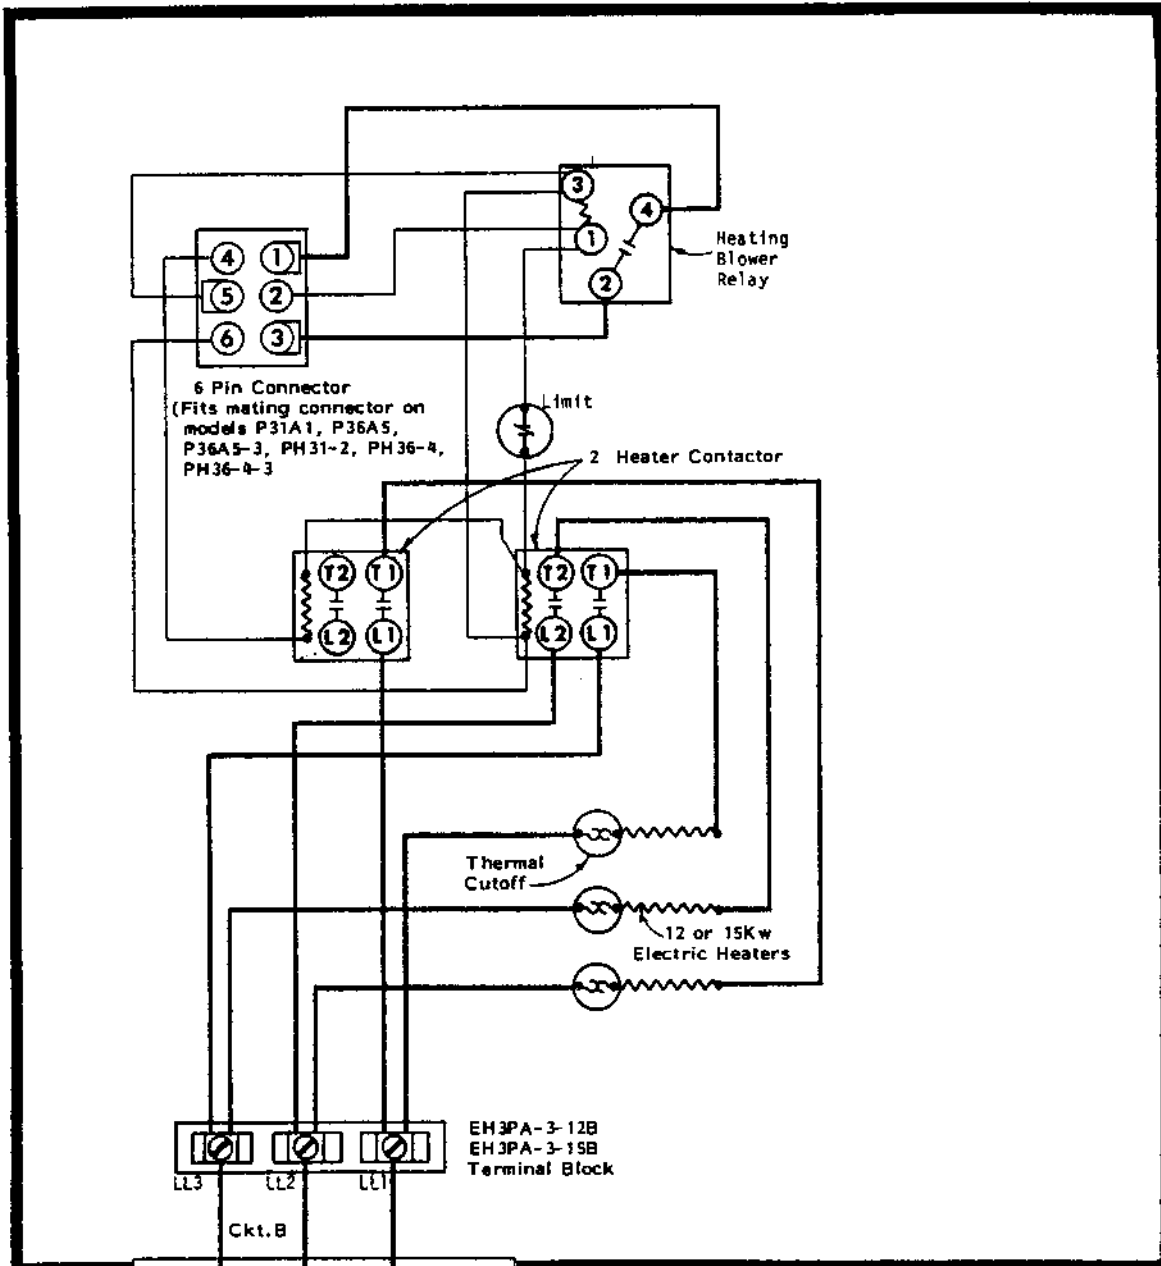 3
4
1
2
Heating
Blower
Relay
4 1
5 2
6 3
6 Pin Connector
(Fits mating connector on
models P31A1, P36A5,
P36A5-3, PH31-2, PH36-4,
PH36-4-3
Limit
2 Heater Contactor
T2 T1
L2 L1
T2 T1
L2 L1
Thermal
Cutoff
12 or 15Kw
Electric Heaters
EH3PA-3-12B
EH3PA-3-15B
Terminal Block
LL3 LL2 LL1
Ckt.B